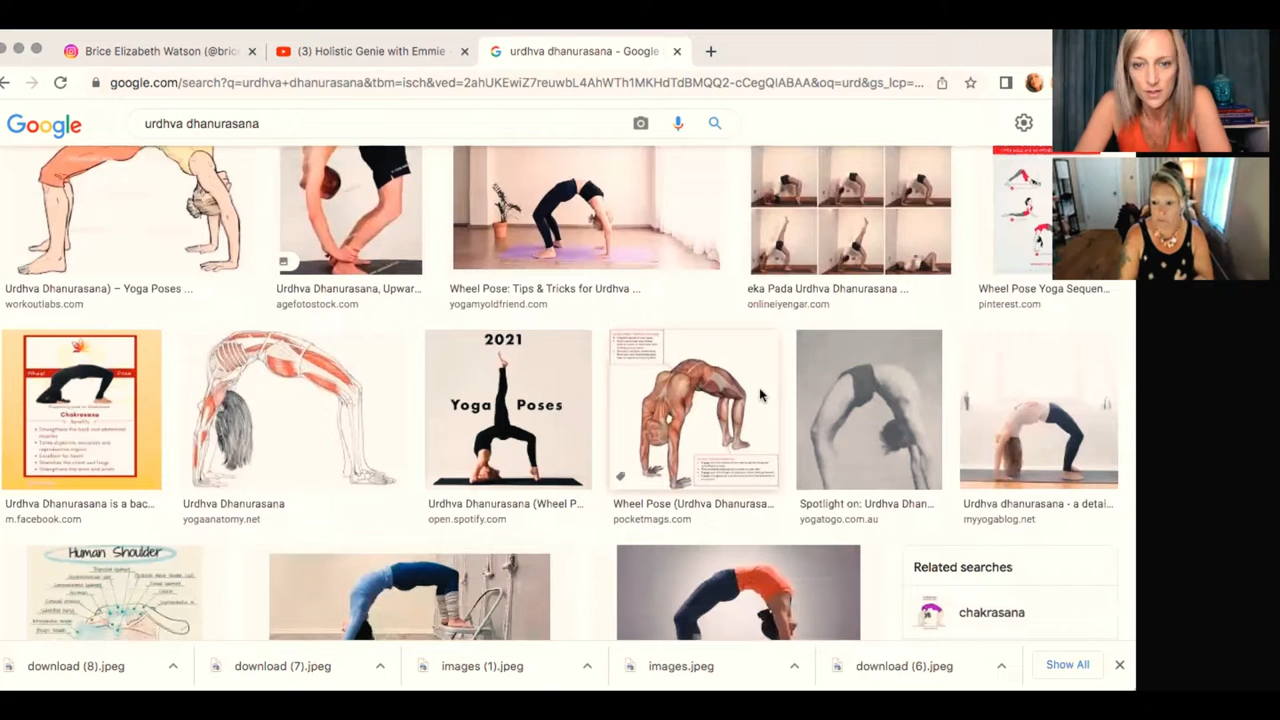 Brice Elizabeth Watson (@bric
(3) Holistic Genie with Emmie
urdhva dhanurasana - Google
google.com/search?q=urdhva+dhanurasana&tbm=isch&ved=2ahUKEwiZ7reuwbL4AhWTh1MKHdTdBMQQ2-cCegQIABAA&oq=urd&gs_lcp=...
Google
urdhva dhanurasana
Urdhva Dhanurasana) – Yoga Poses ...
workoutlabs.com
Urdhva Dhanurasana, Upwar...
agefotostock.com
Wheel Pose: Tips & Tricks for Urdhva ...
yogamyoldfriend.com
eka Pada Urdhva Dhanurasana ...
onlineiyengar.com
Wheel Pose Yoga Sequen...
pinterest.com
Wheel Pose
Chakrasana
Benefits
2021
Yoga Poses
Urdhva Dhanurasana is a bac...
m.facebook.com
Urdhva Dhanurasana
yogaanatomy.net
Urdhva Dhanurasana (Wheel P...
open.spotify.com
Wheel Pose (Urdhva Dhanurasa...
pocketmags.com
Spotlight on: Urdhva Dhan...
yogatogo.com.au
Urdhva dhanurasana - a detai...
myyogablog.net
Human Shoulder
Related searches
chakrasana
download (8).jpeg
download (7).jpeg
images (1).jpeg
images.jpeg
download (6).jpeg
Show All